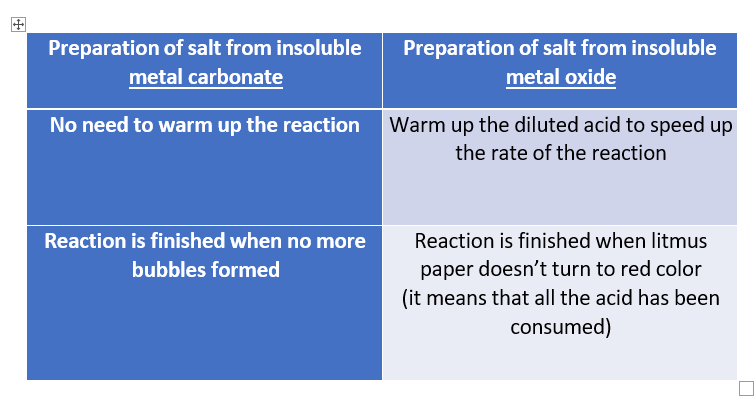 Preparation of salt from insoluble
metal carbonate
Preparation of salt from insoluble
metal oxide
No need to warm up the reaction
Warm up the diluted acid to speed up
the rate of the reaction
Reaction is finished when no more
bubbles formed
Reaction is finished when litmus
paper doesn’t turn to red color
(it means that all the acid has been
consumed)